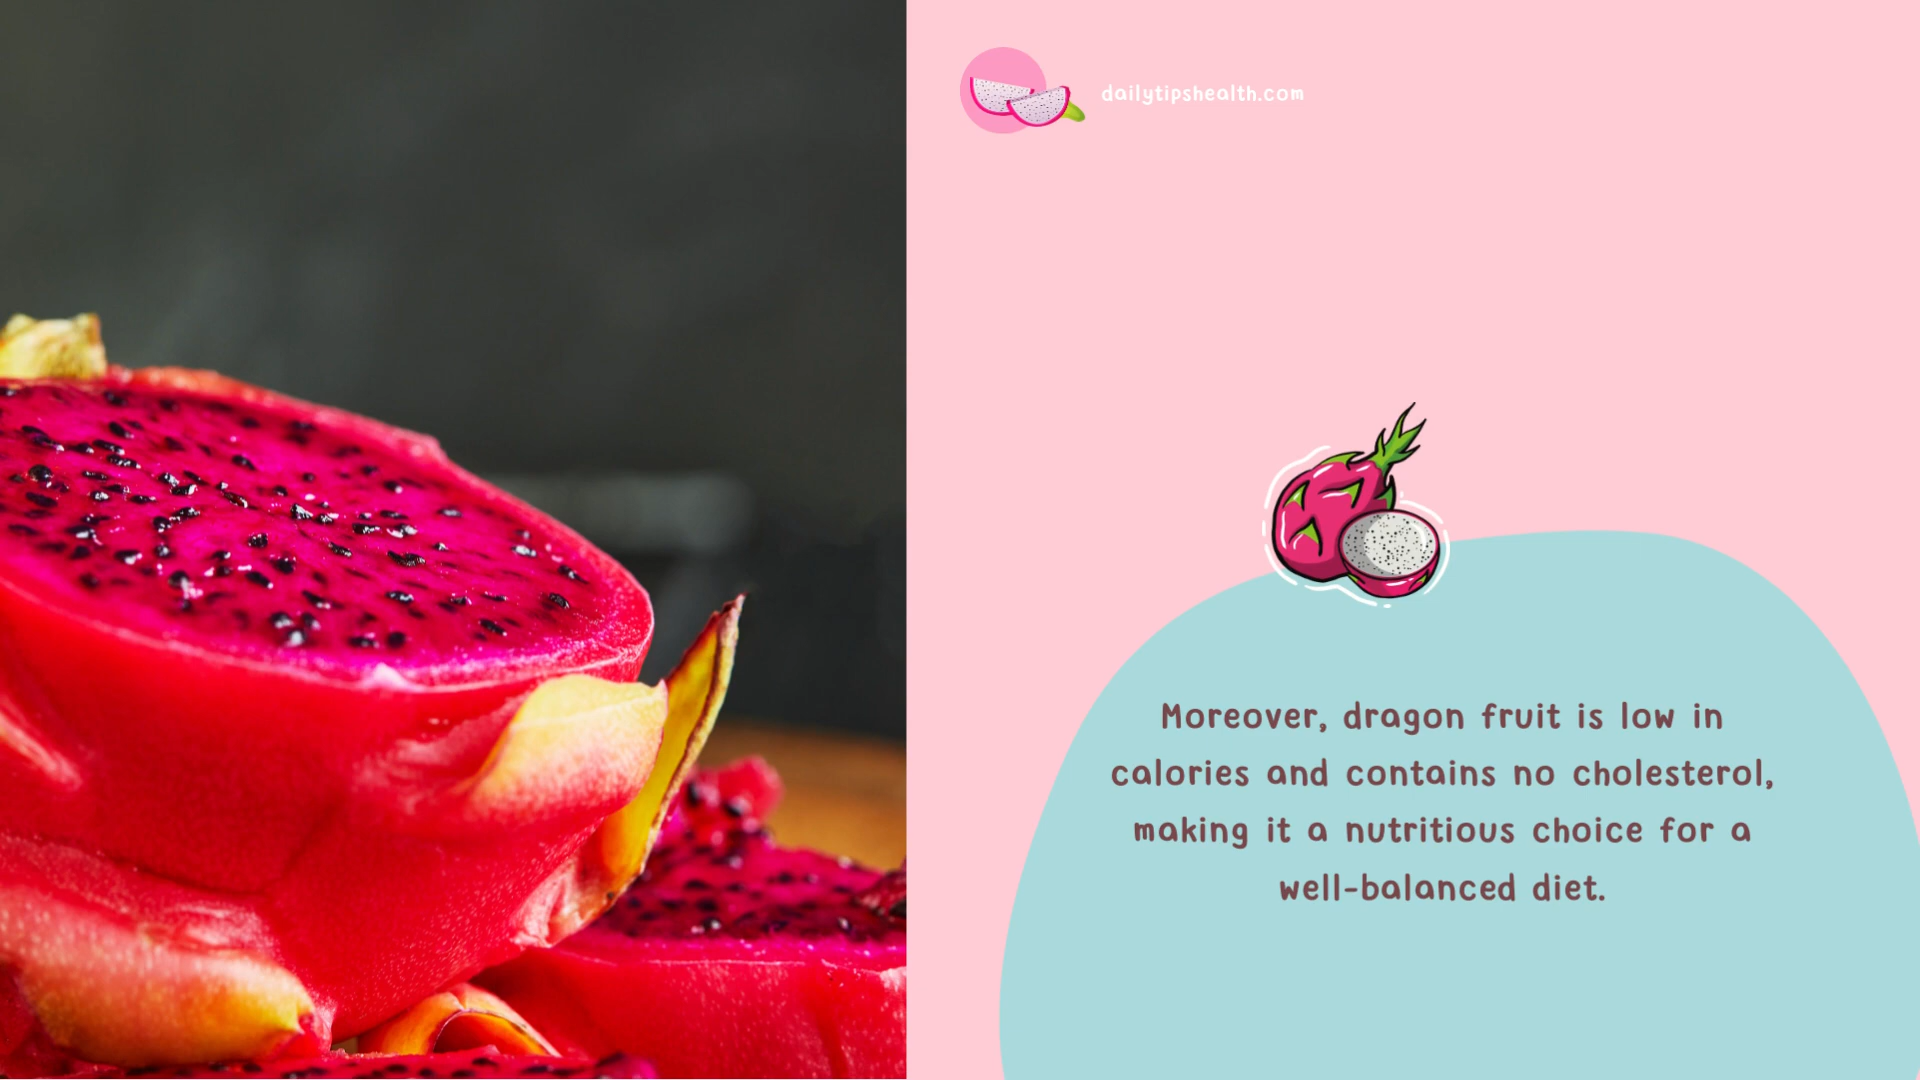 dailytipshealth.com
Moreover, dragon fruit is low in
calories and contains no cholesterol,
making it a nutritious choice for a
well-balanced diet.